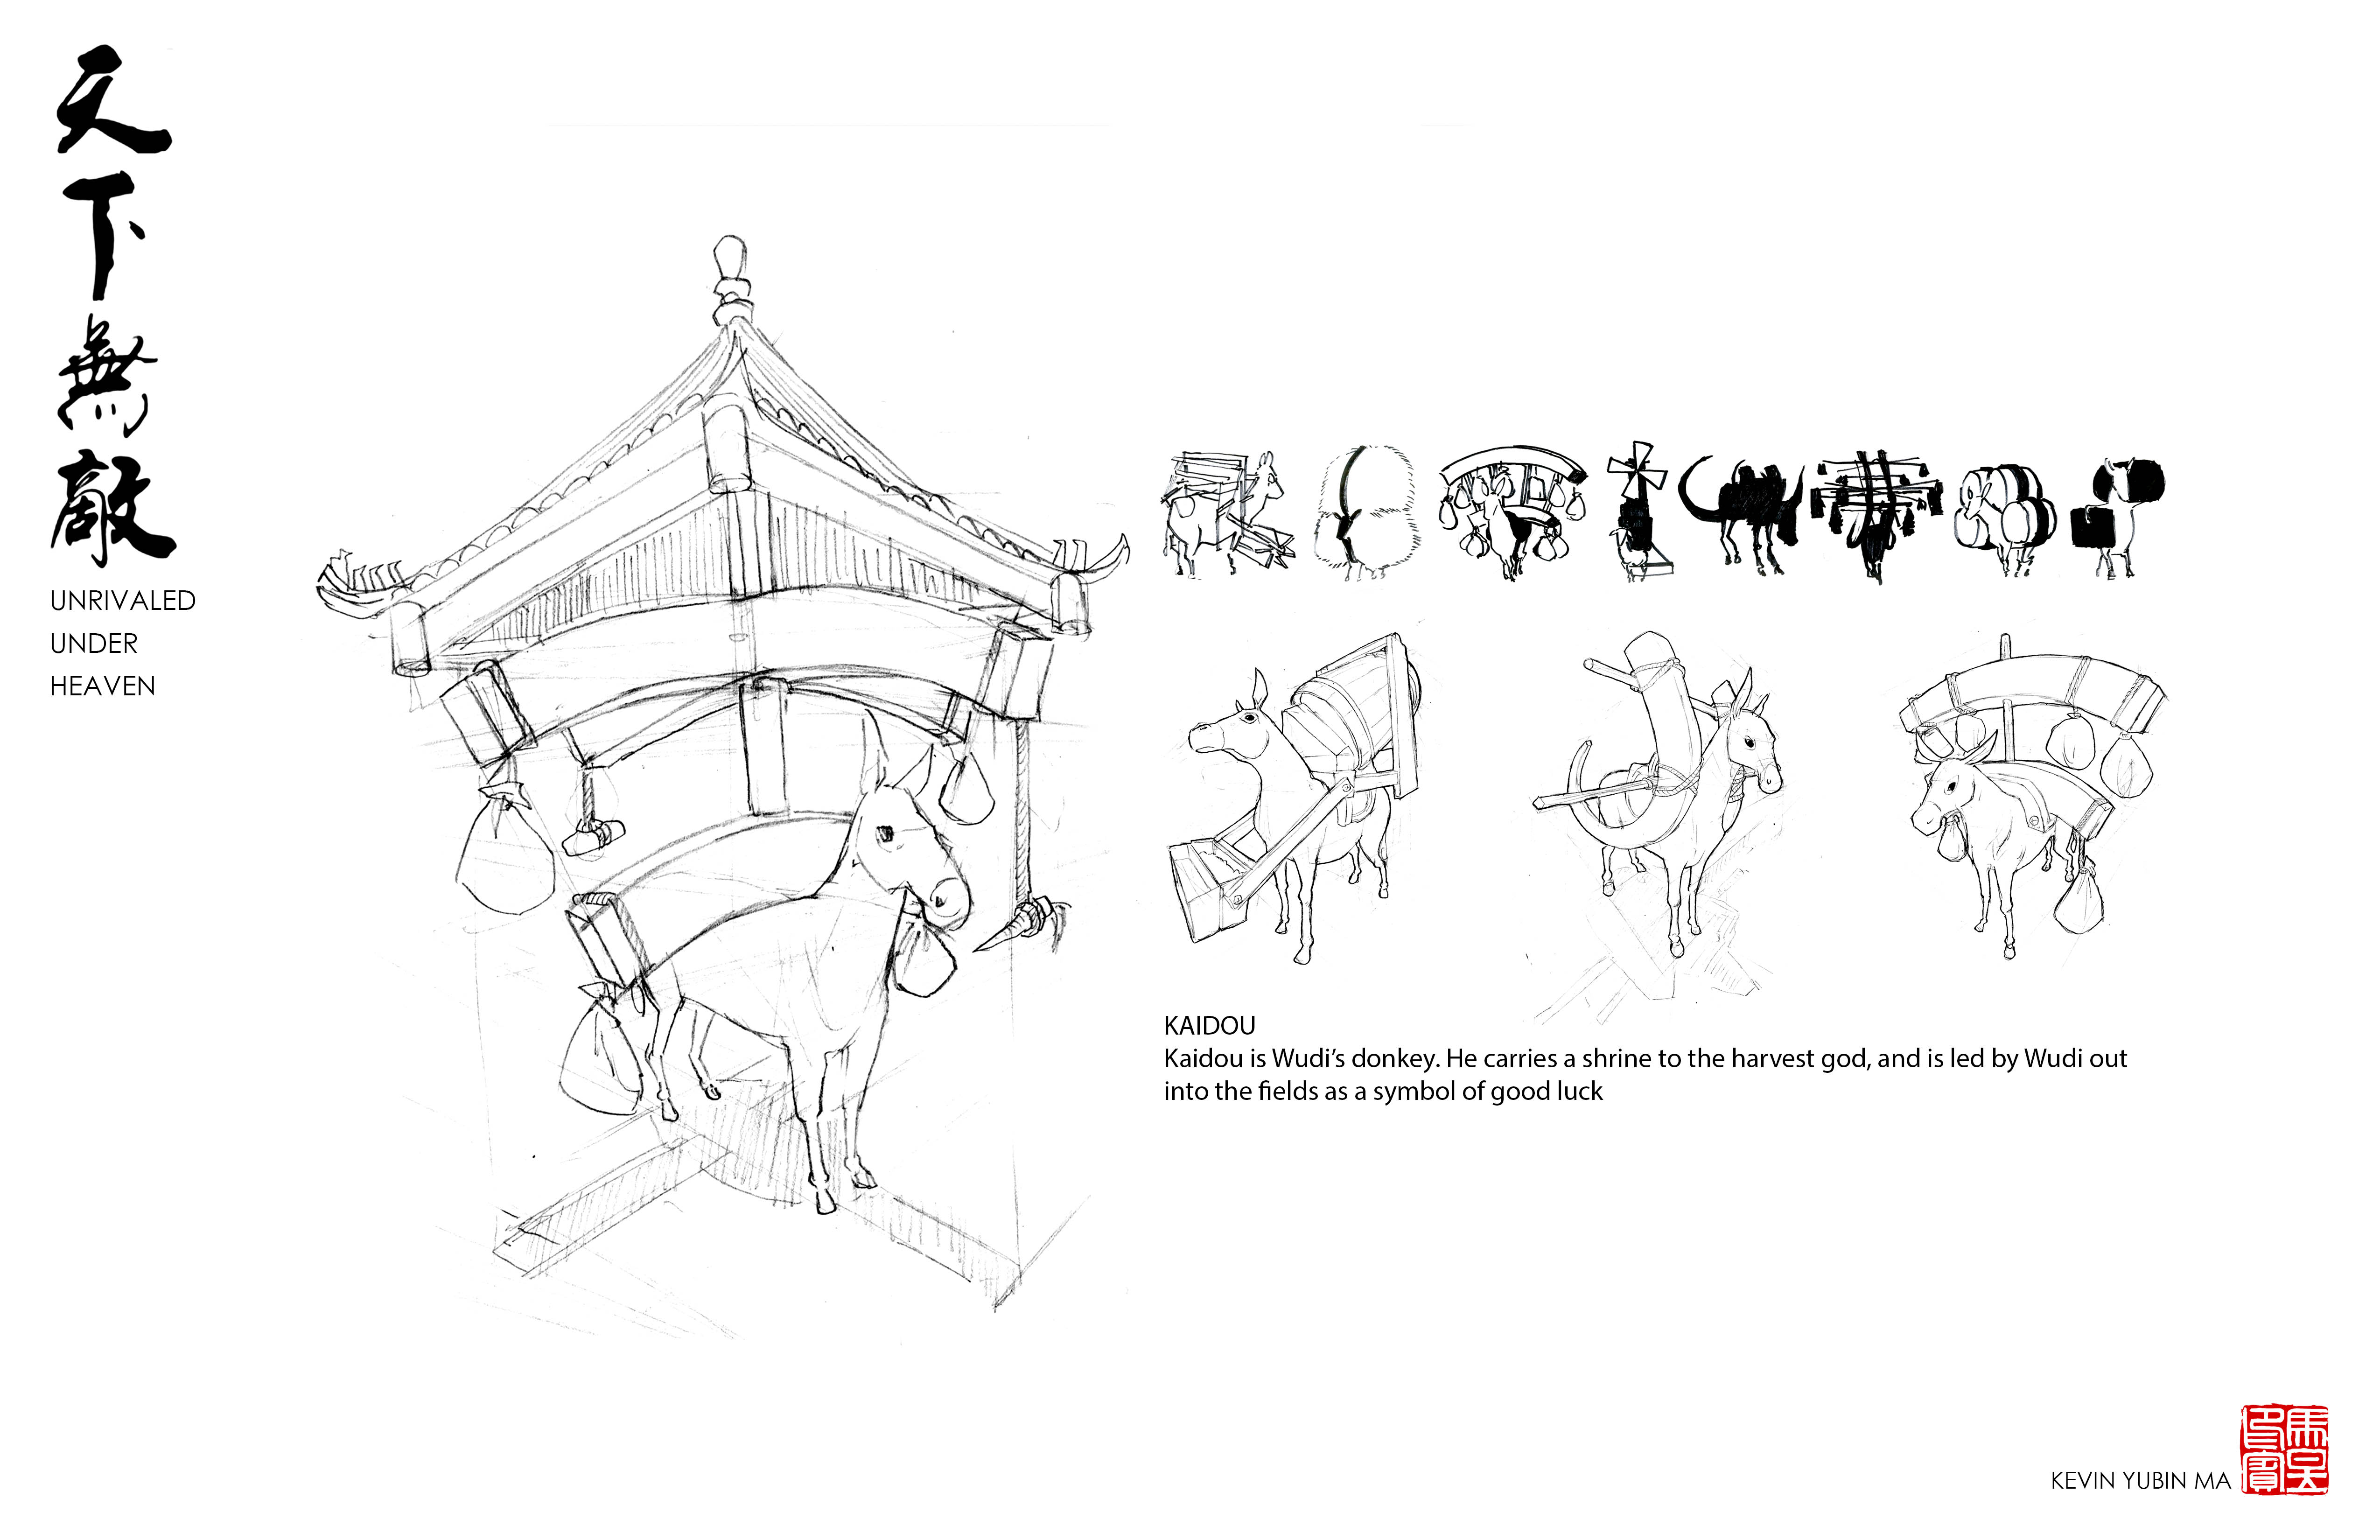 天下無敵
UNRIVALED
UNDER
HEAVEN
KAIDOU
Kaidou is Wudi’s donkey. He carries a shrine to the harvest god, and is led by Wudi out
into the fields as a symbol of good luck
KEVIN YUBIN MA